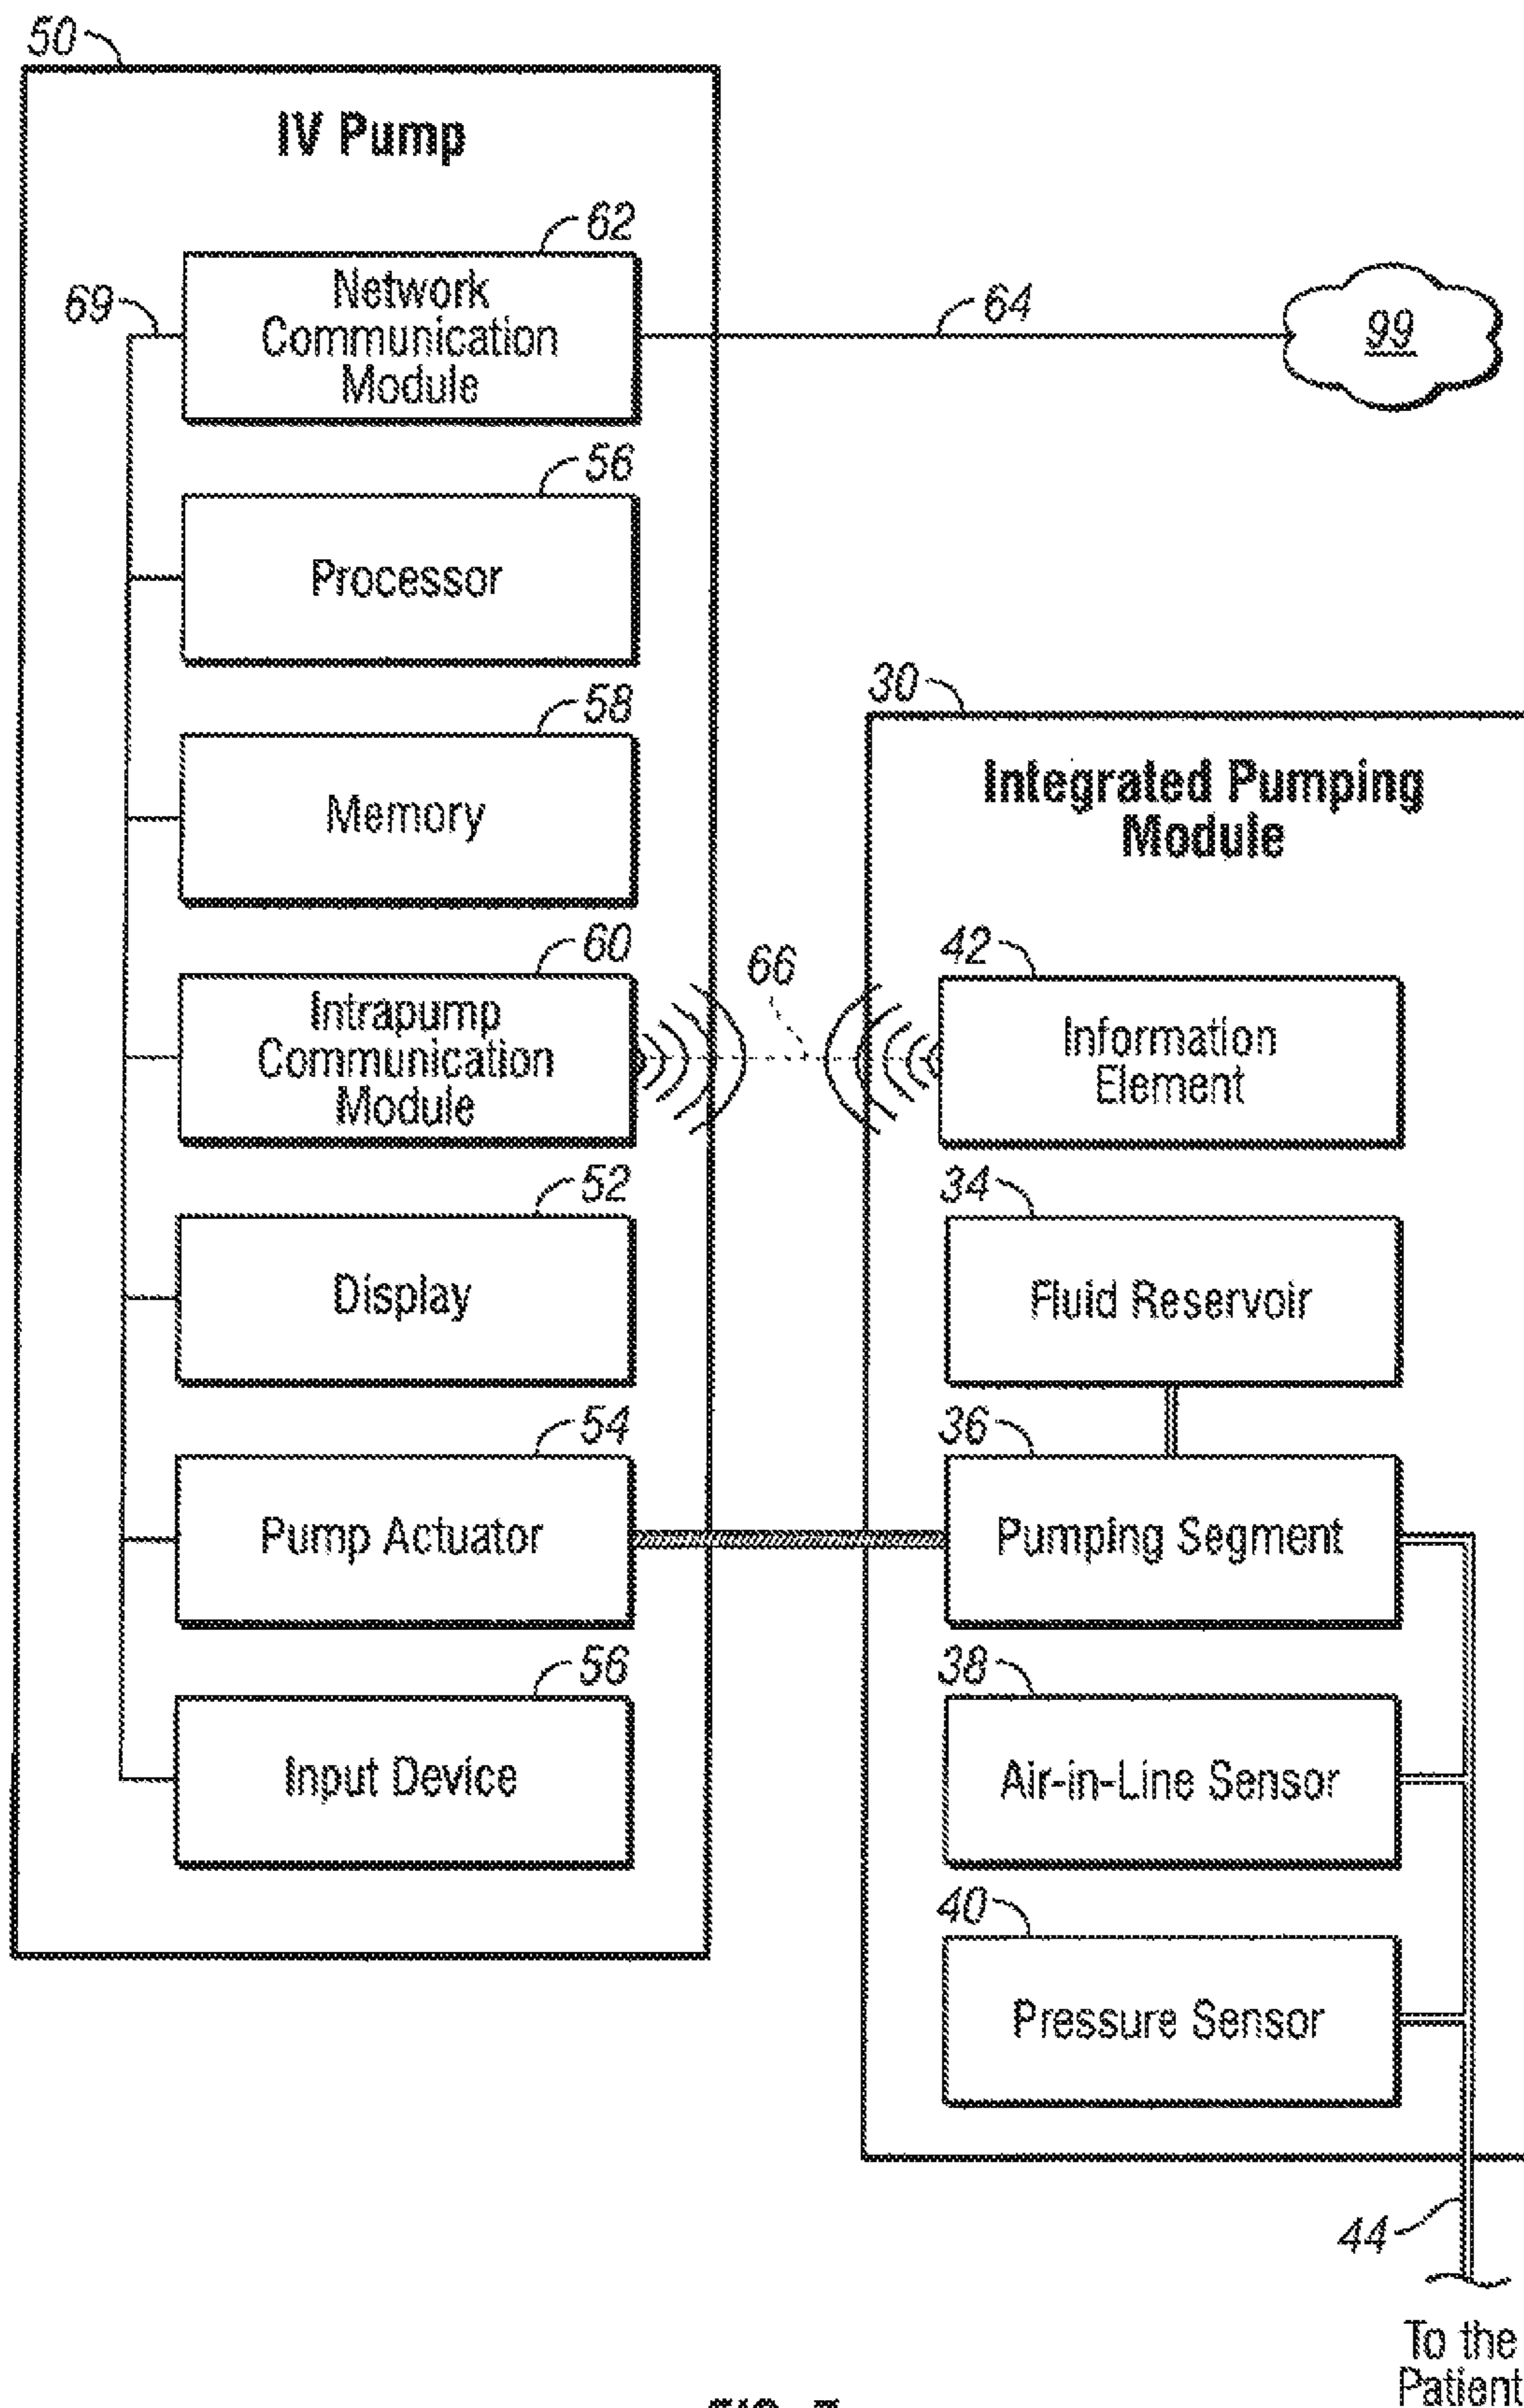 50
IV Pump
62
69
Network
Communication
Module
64
99
56
Processor
58
Memory
30
Integrated Pumping
Module
60
Intrapump
Communication
Module
66
42
Information
Element
52
Display
34
Fluid Reservoir
54
Pump Actuator
36
Pumping Segment
56
Input Device
38
Air-in-Line Sensor
40
Pressure Sensor
44
To the
Patient